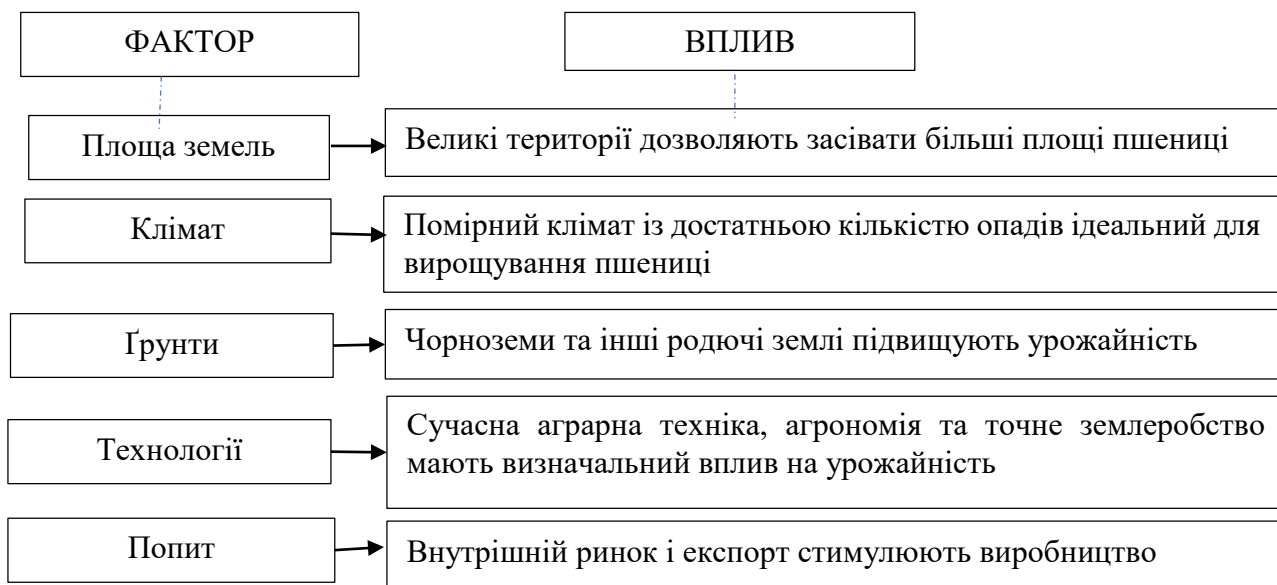 ФАКТОР
ВПЛИВ
Площа земель
Великі території дозволяють засівати більші площі пшениці
Клімат
Помірний клімат із достатньою кількістю опадів ідеальний для
вирощування пшениці
Ґрунти
Чорноземи та інші родючі землі підвищують урожайність
Технології
Сучасна аграрна техніка, агрономія та точне землеробство
мають визначальний вплив на урожайність
Попит
Внутрішній ринок і експорт стимулюють виробництво